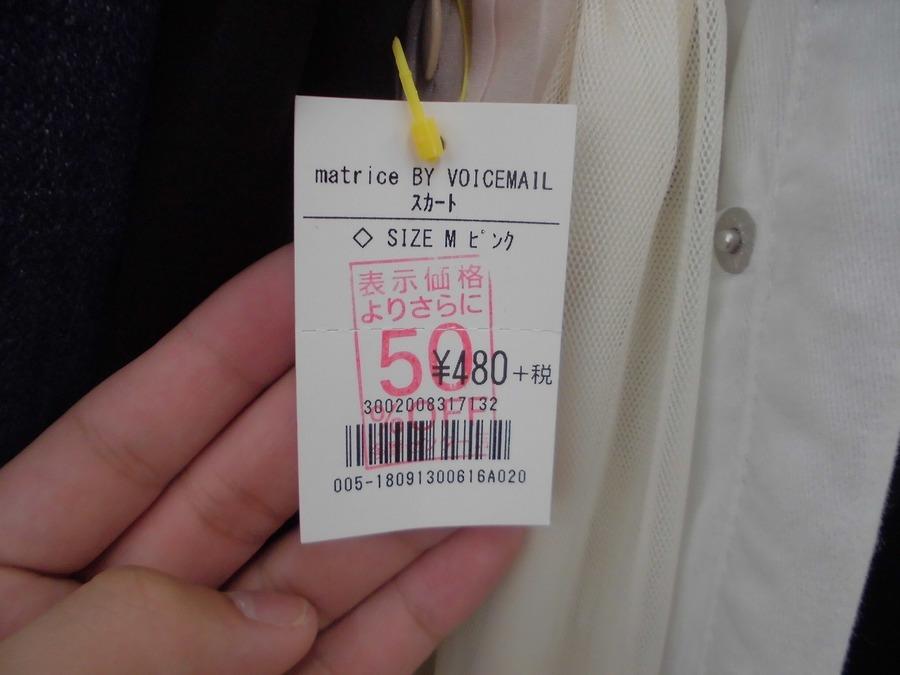 matrice BY VOICEMAIL
スカート
◇ SIZE M ピンク
表示価格
よりさらに
50
%OFF
¥480+税
3002008317132
005-18091300616A020